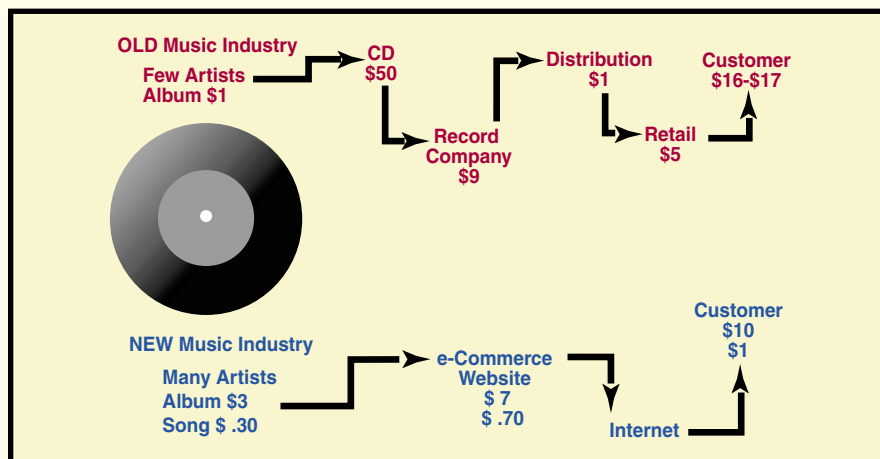 OLD Music Industry
Few Artists
Album $1
CD
$50
Record
Company
$9
Distribution
$1
Retail
$5
Customer
$16-$17
NEW Music Industry
Many Artists
Album $3
Song $ .30
e-Commerce
Website
$ 7
$ .70
Internet
Customer
$10
$1